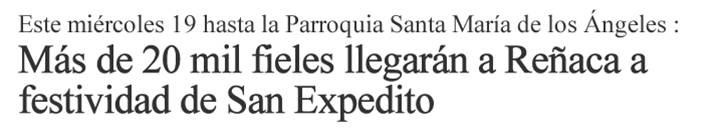 Este miércoles 19 hasta la Parroquia Santa María de los Ángeles :
Más de 20 mil fieles llegarán a Reñaca a
festividad de San Expedito